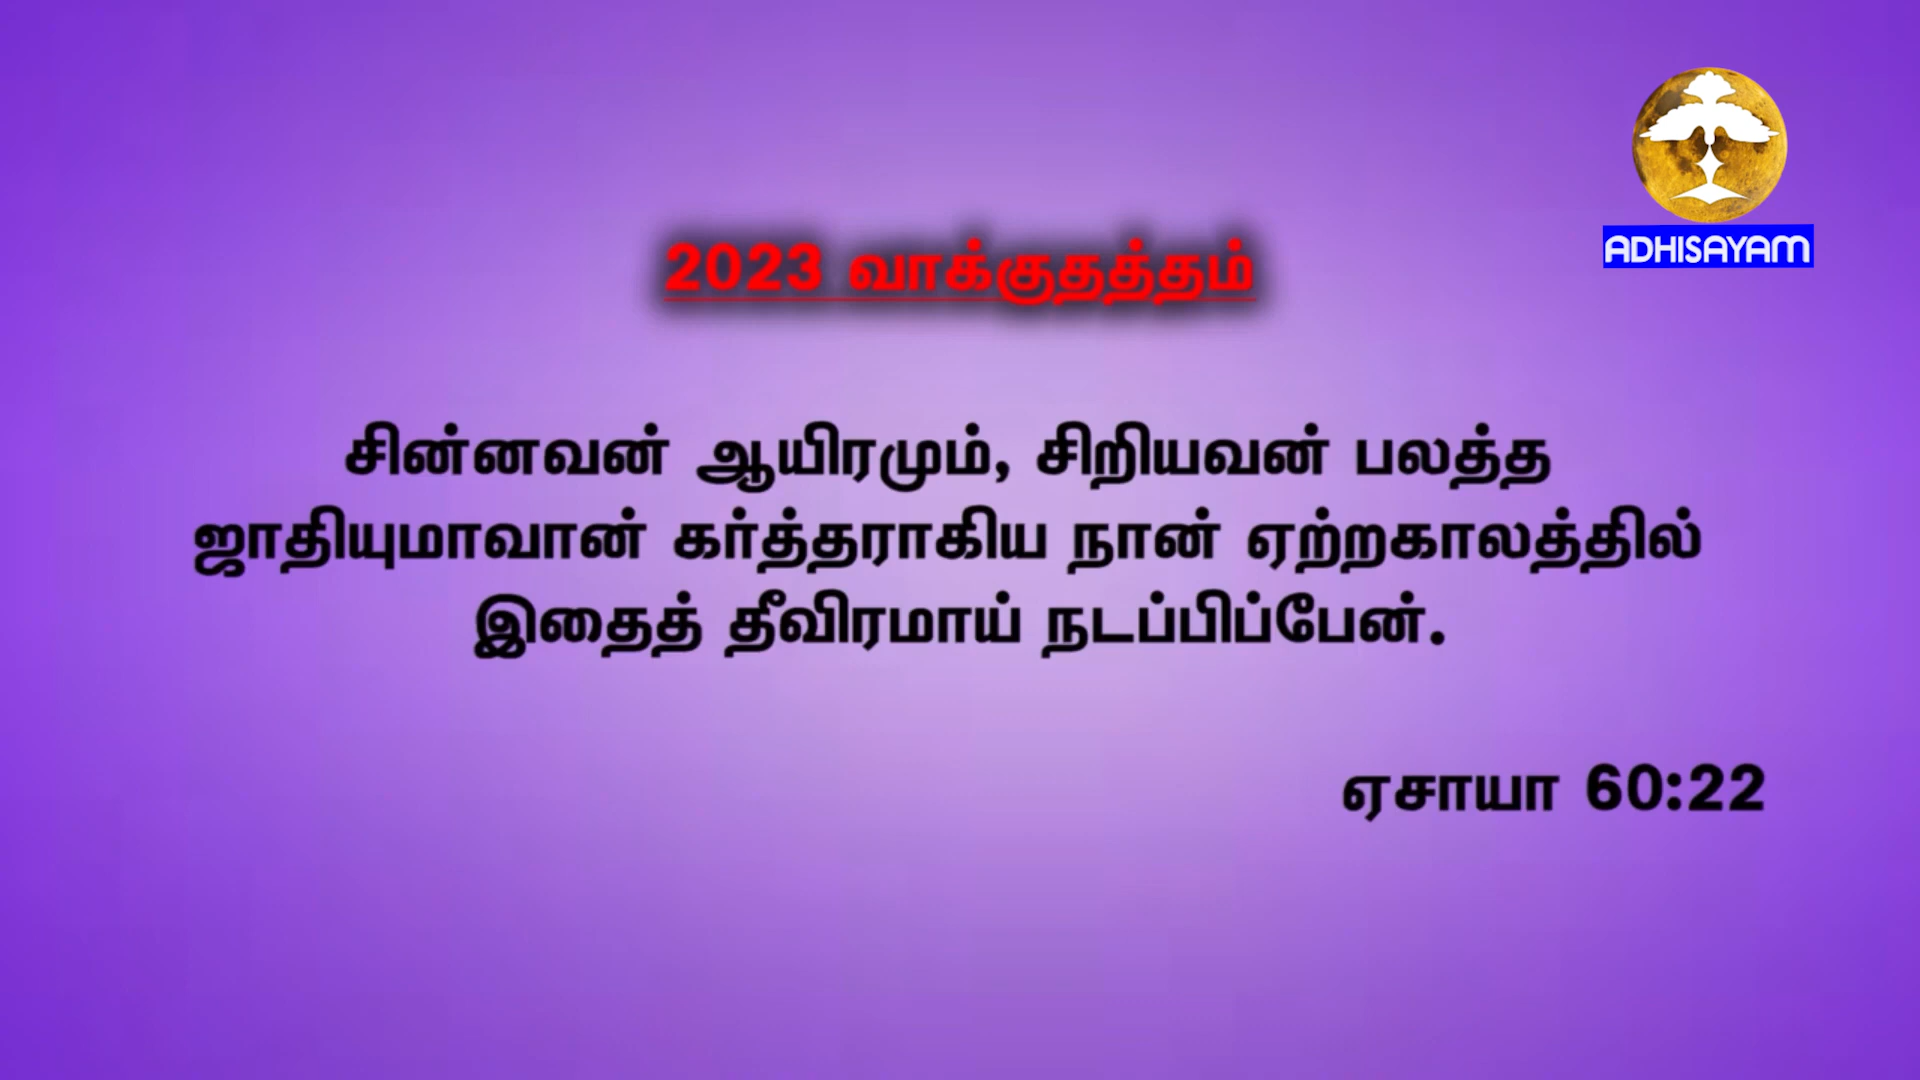 ADHISAYAM
2023 வாக்குதத்தம்
சின்னவன் ஆயிரமும், சிறியவன் பலத்த
ஜாதியுமாவான் கர்த்தராகிய நான் ஏற்றகாலத்தில்
இதைத் தீவிரமாய் நடப்பிப்பேன்.
ஏசாயா 60:22